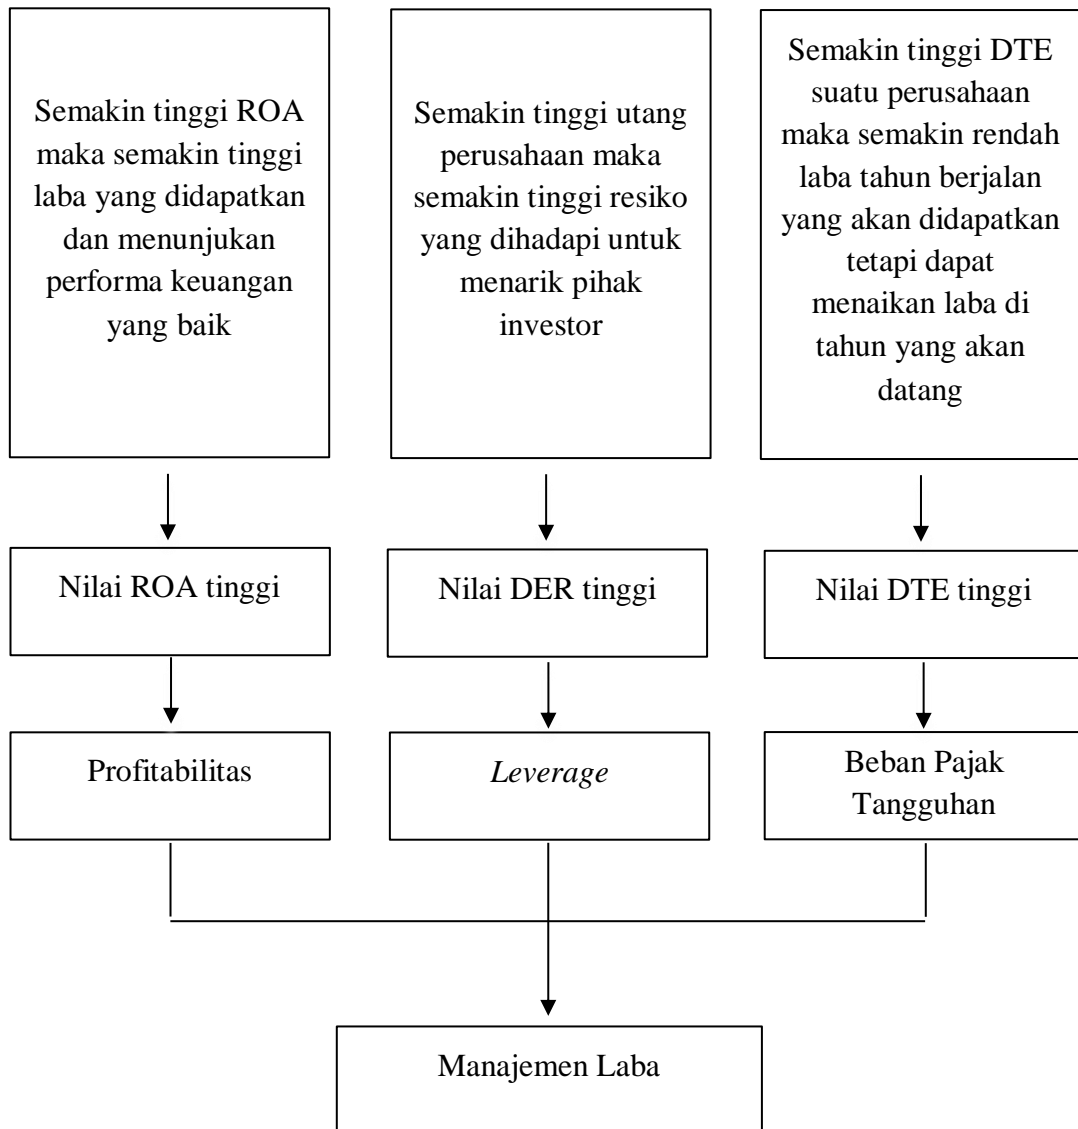 Semakin tinggi ROA
maka semakin tinggi
laba yang didapatkan
dan menunjukan
performa keuangan
yang baik
Semakin tinggi utang
perusahaan maka
semakin tinggi resiko
yang dihadapi untuk
menarik pihak
investor
Semakin tinggi DTE
suatu perusahaan
maka semakin rendah
laba tahun berjalan
yang akan didapatkan
tetapi dapat
menaikan laba di
tahun yang akan
datang
Nilai ROA tinggi
Nilai DER tinggi
Nilai DTE tinggi
Profitabilitas
Leverage
Beban Pajak
Tangguhan
Manajemen Laba